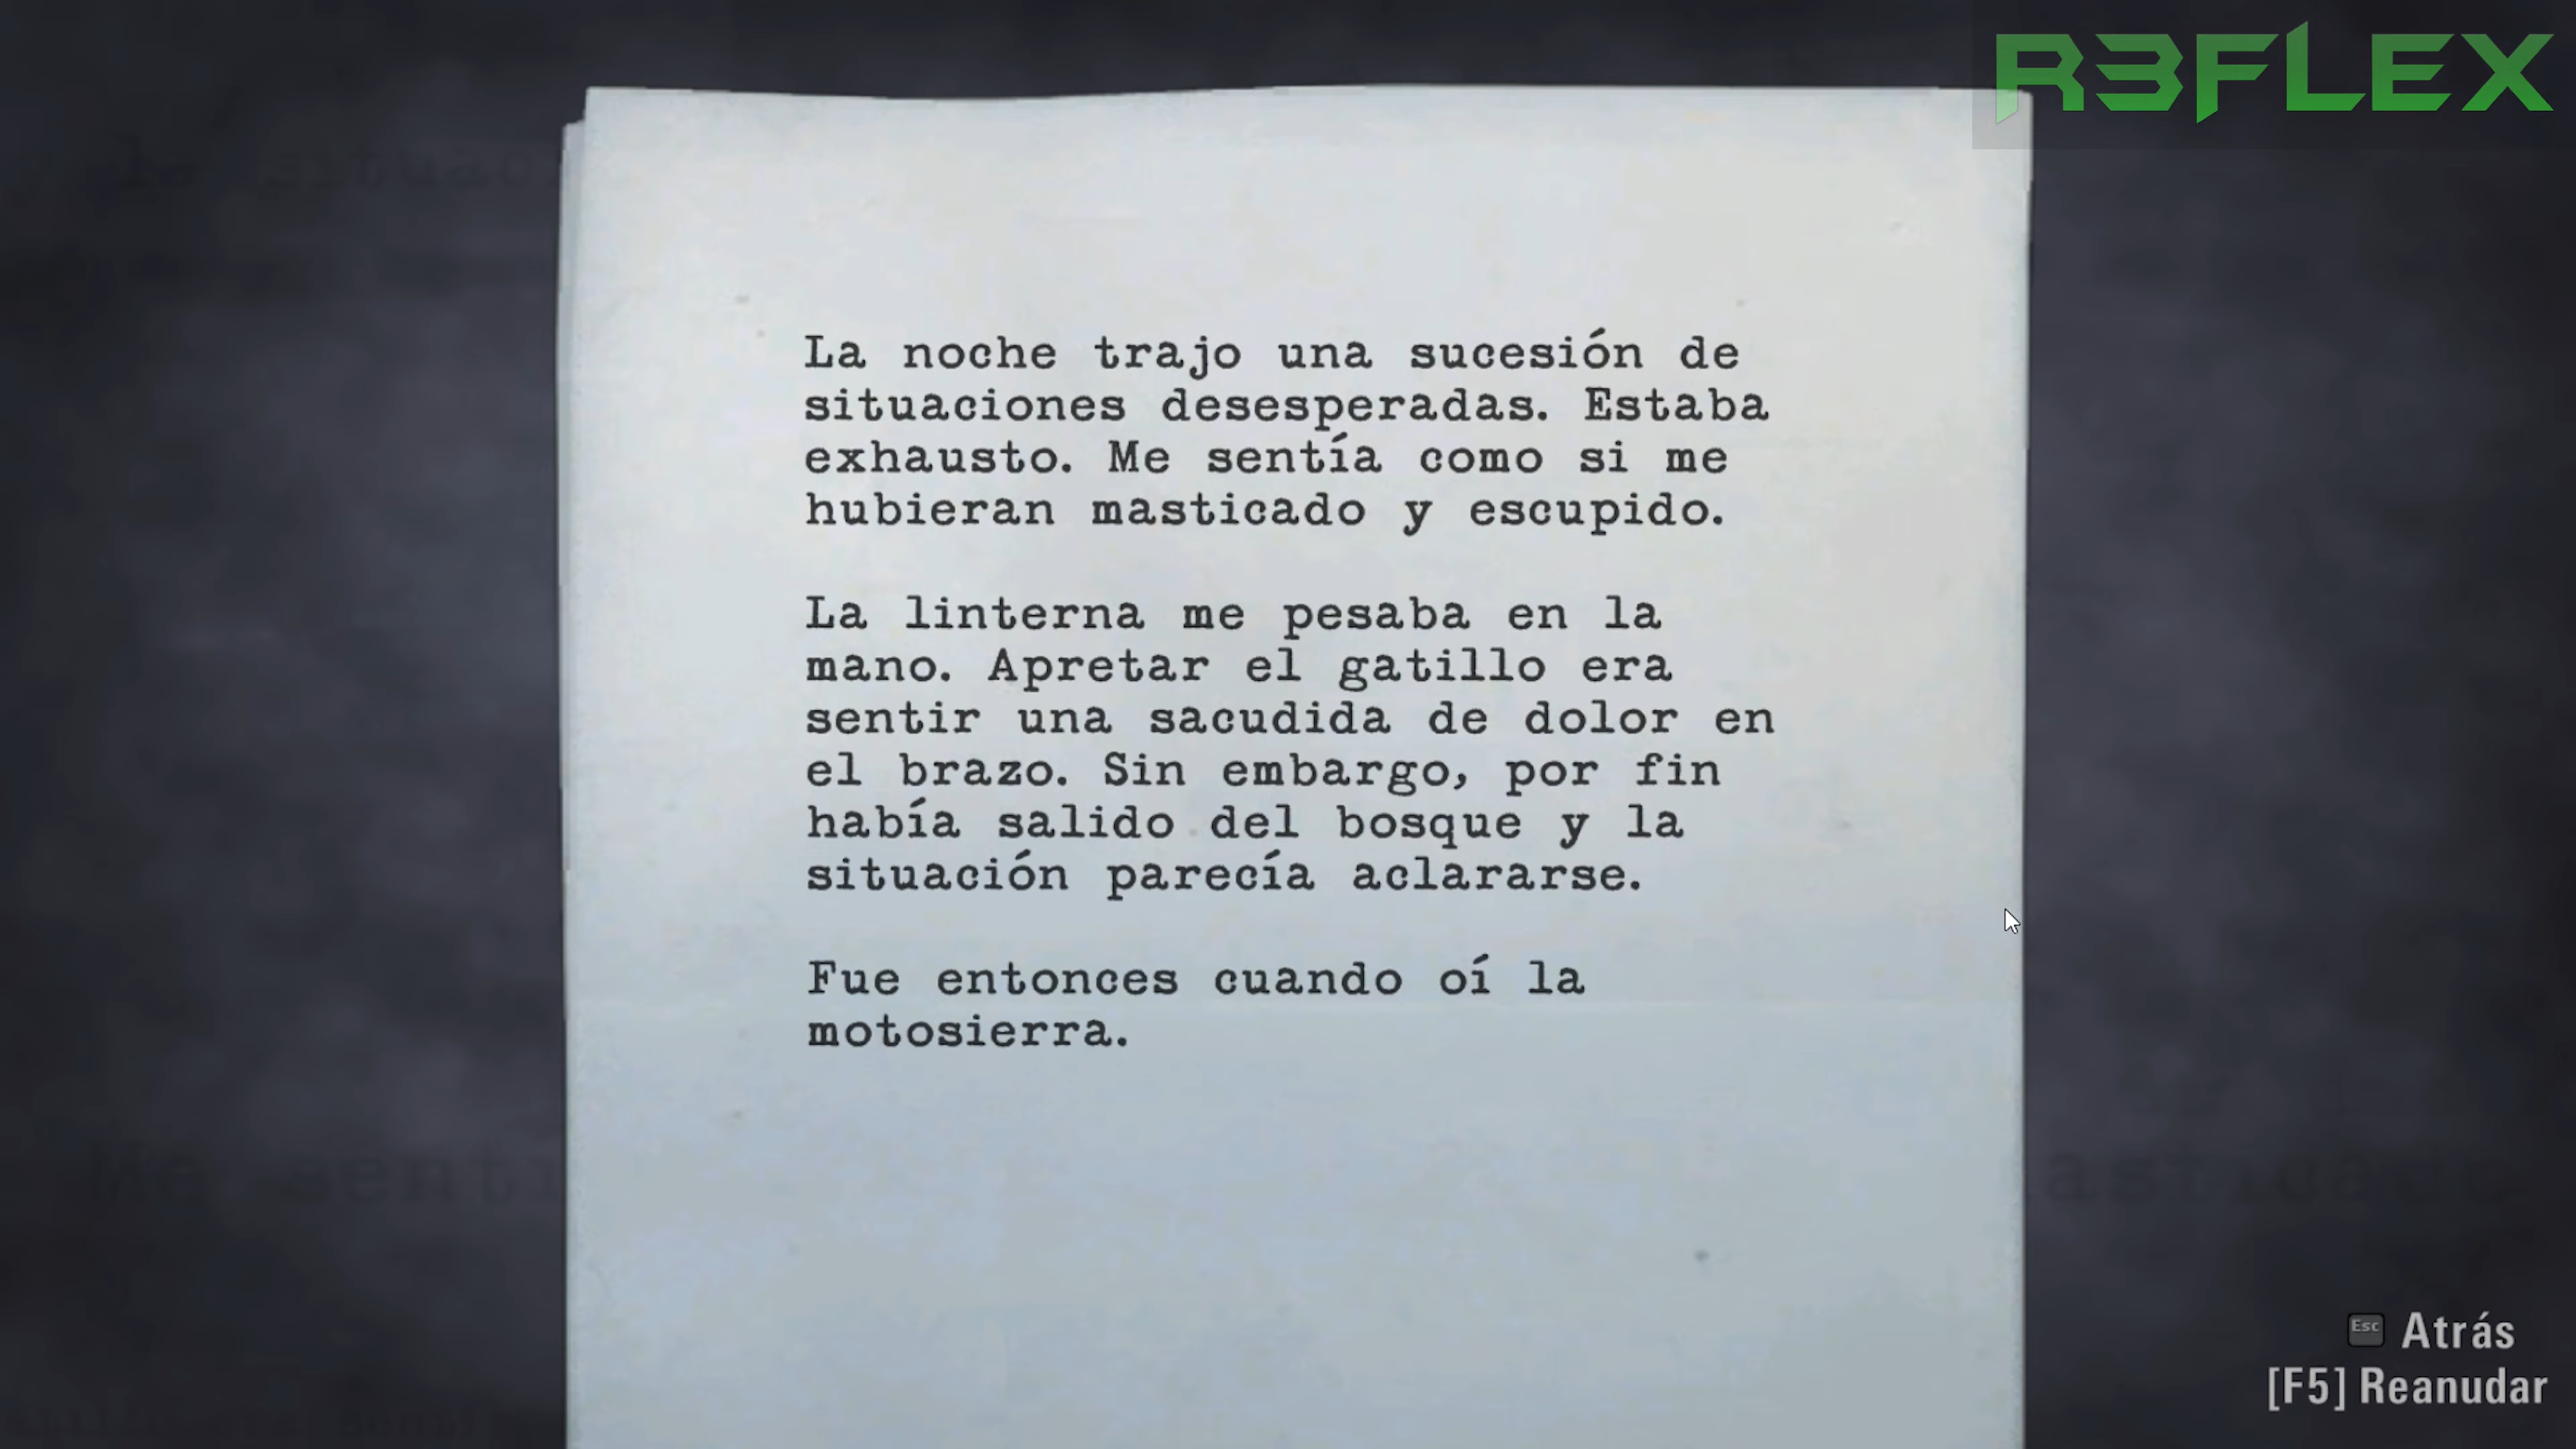 R3FLEX
La noche trajo una sucesión de
situaciones desesperadas. Estaba
exhausto. Me sentía como si me
hubieran masticado y escupido.
La linterna me pesaba en la
mano. Apretar el gatillo era
sentir una sacudida de dolor en
el brazo. Sin embargo, por fin
había salido del bosque y la
situación parecía aclararse.
Fue entonces cuando oí la
motosierra.
Esc Atrás
[F5] Reanudar